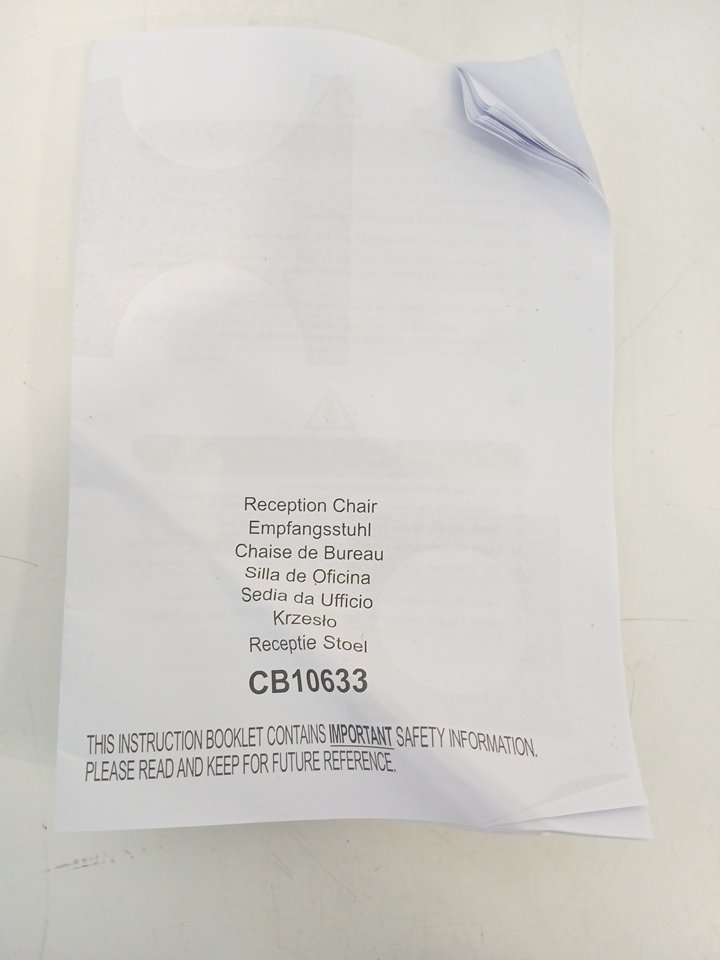 Reception Chair
Empfangsstuhl
Chaise de Bureau
Silla de Oficina
Sedia da Ufficio
Krzesło
Receptie Stoel
CB10633
THIS INSTRUCTION BOOKLET CONTAINS IMPORTANT SAFETY INFORMATION.
PLEASE READ AND KEEP FOR FUTURE REFERENCE.